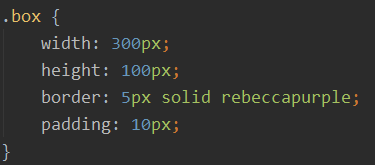 .box {
    width: 300px;
    height: 100px;
    border: 5px solid rebeccapurple;
    padding: 10px;
}